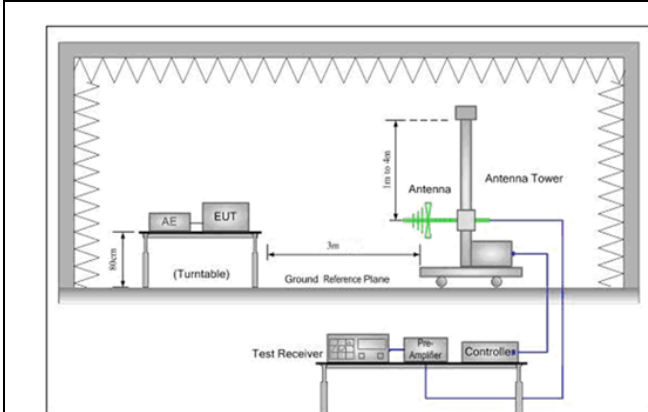 1m to 4m
Antenna
Antenna Tower
AE
EUT
80cm
(Turntable)
3m
Ground Reference Plane
Test Receiver
Pre-
Amplifier
Controller